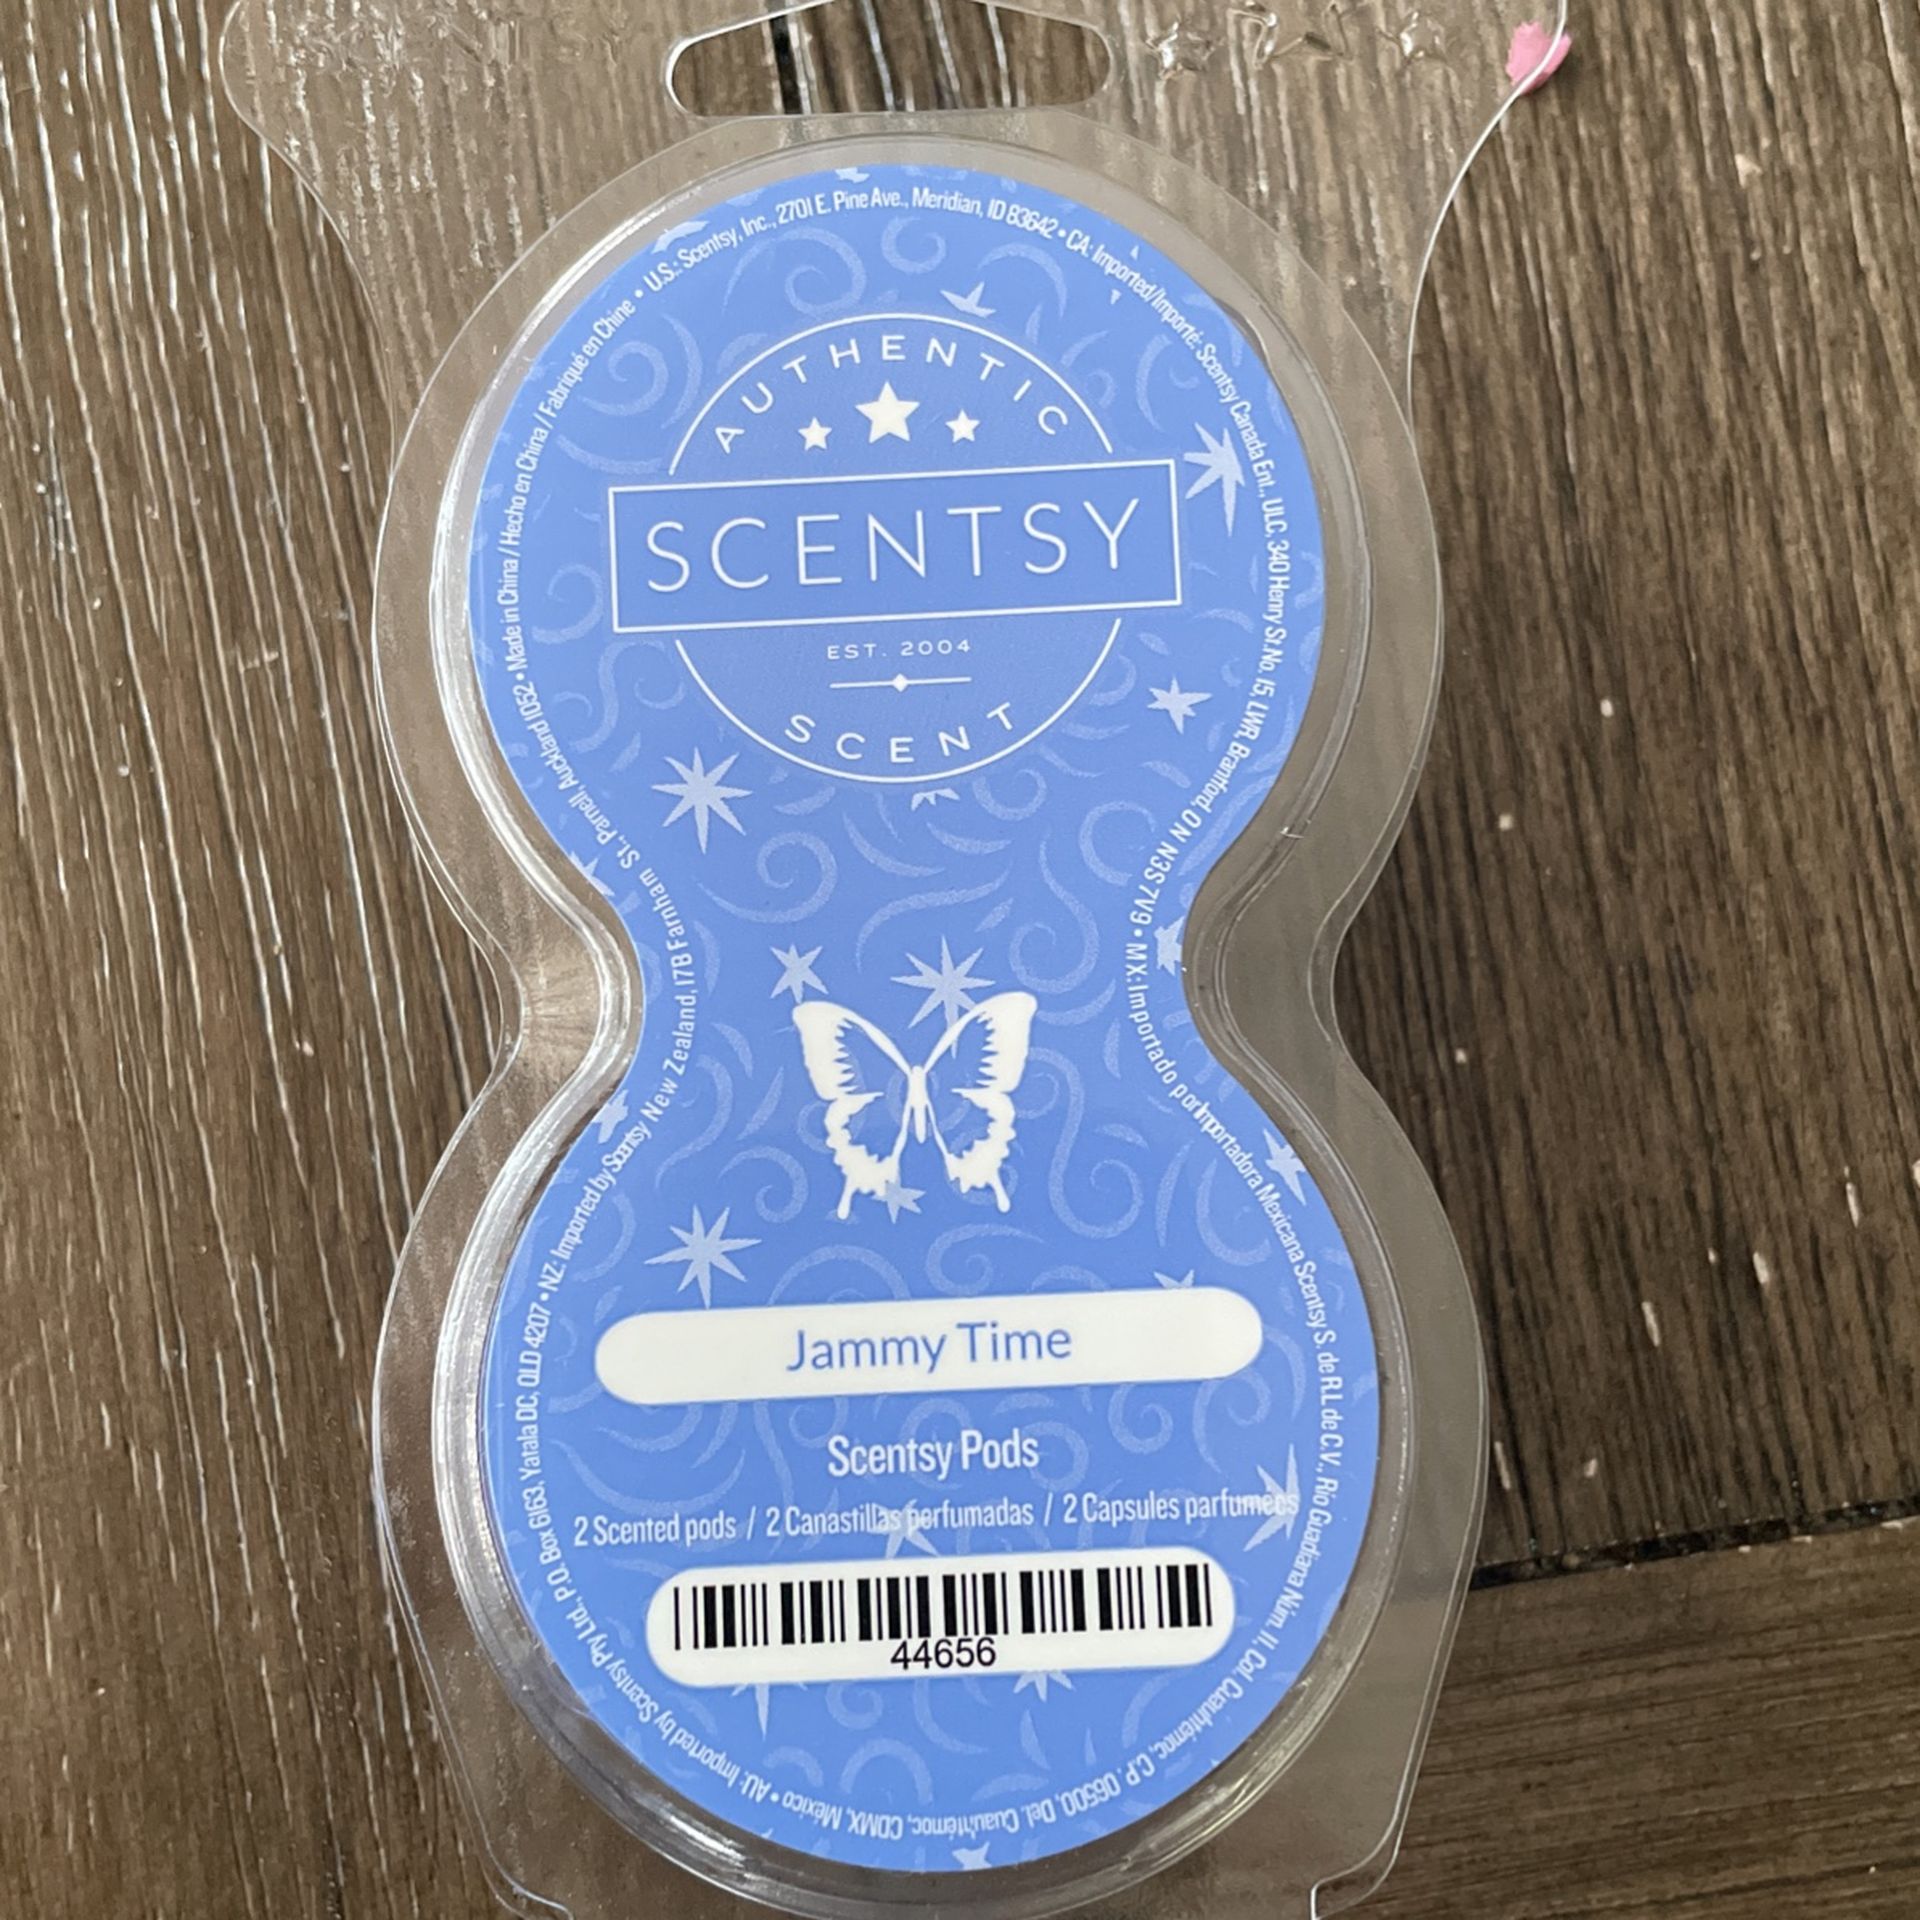 AUTHENTIC
SCENTSY
EST. 2004
SCENT
Jammy Time
Scentsy Pods
2 Scented pods / 2 Canastillas perfumadas / 2 Capsules parfumées
44656
U.S.: Scentsy, Inc., 2701 E. Pine Ave., Meridian, ID 83642 • CA: Imported/Importé: Scentsy Canada Ent., ULC, 340 Henry St. No. 15, LWR, Brantford, ON N3S 7V9 • MX: Importado por Importadora Mexicana Scentsy S. de R.L de C.V., Río Guadiana Núm. 11, Col. Cuauhtémoc, C.P. 06500, Del. Cuauhtémoc, CDMX, México • AU: Imported by Scentsy Pty Ltd., P.O. Box 6163, Yatala DC, QLD 4207 • NZ: Imported by Scentsy New Zealand, 17B Farnham St., Parnell, Auckland 1052 • Made in China / Hecho en China / Fabriqué en Chine •